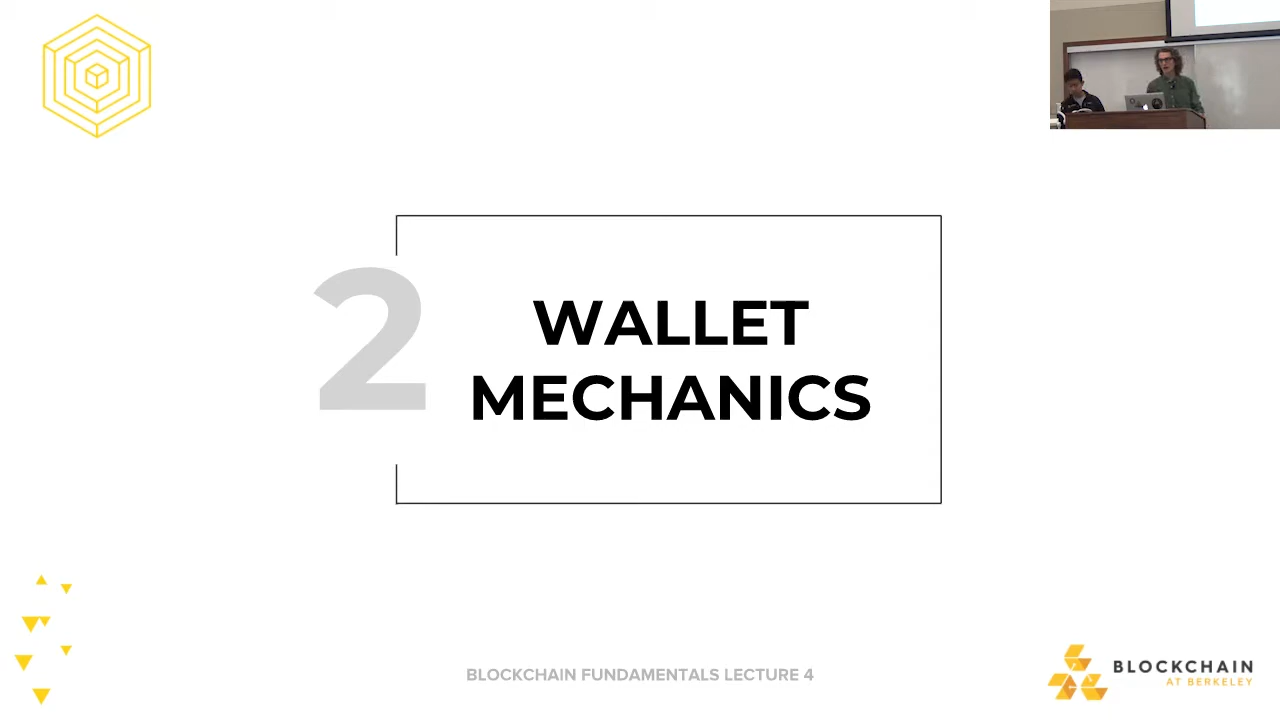 2
WALLET
MECHANICS
BLOCKCHAIN FUNDAMENTALS LECTURE 4
BLOCKCHAIN
AT BERKELEY